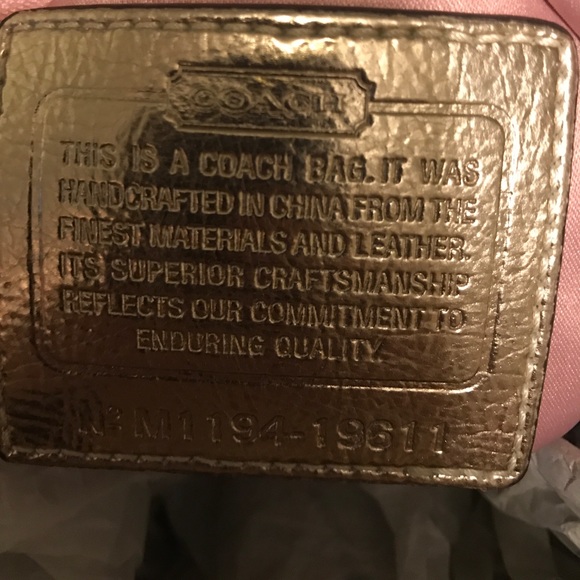 COACH
THIS IS A COACH BAG. IT WAS
HANDCRAFTED IN CHINA FROM THE
FINEST MATERIALS AND LEATHER.
ITS SUPERIOR CRAFTSMANSHIP
REFLECTS OUR COMMITMENT TO
ENDURING QUALITY.
Nº M1194-19611